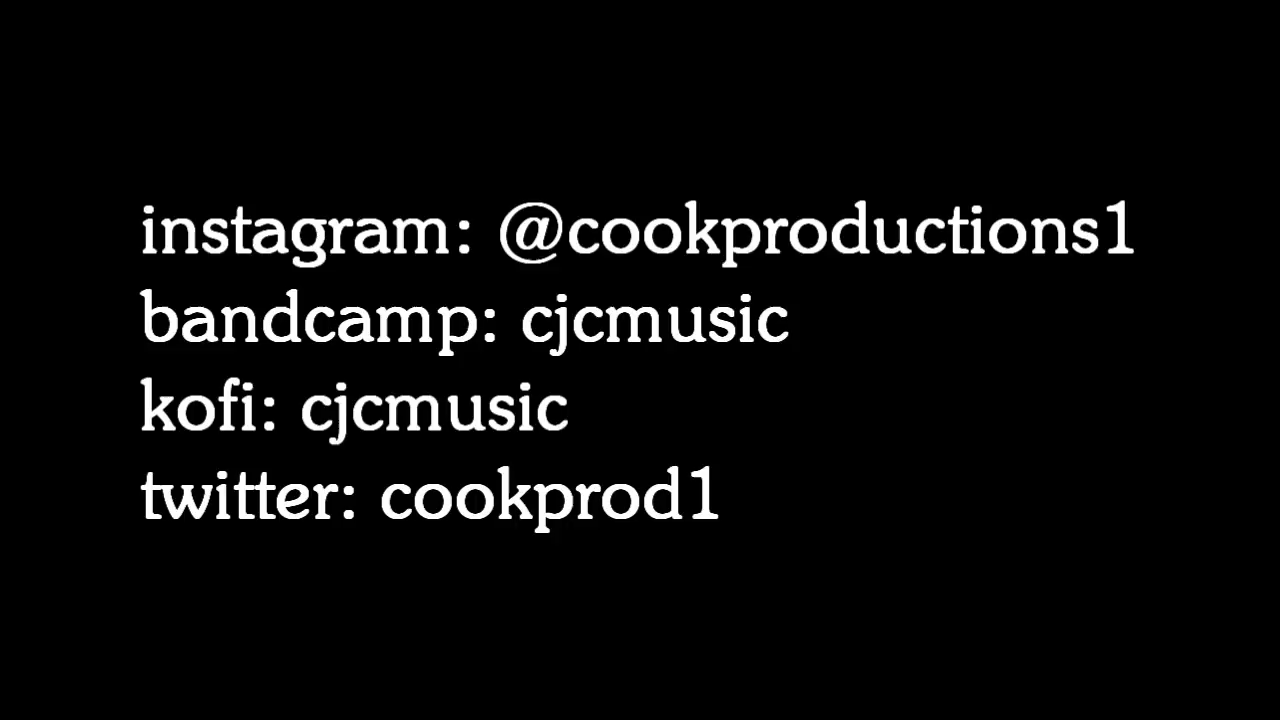 instagram: @cookproductions1
bandcamp: cjcmusic
kofi: cjcmusic
twitter: cookprod1